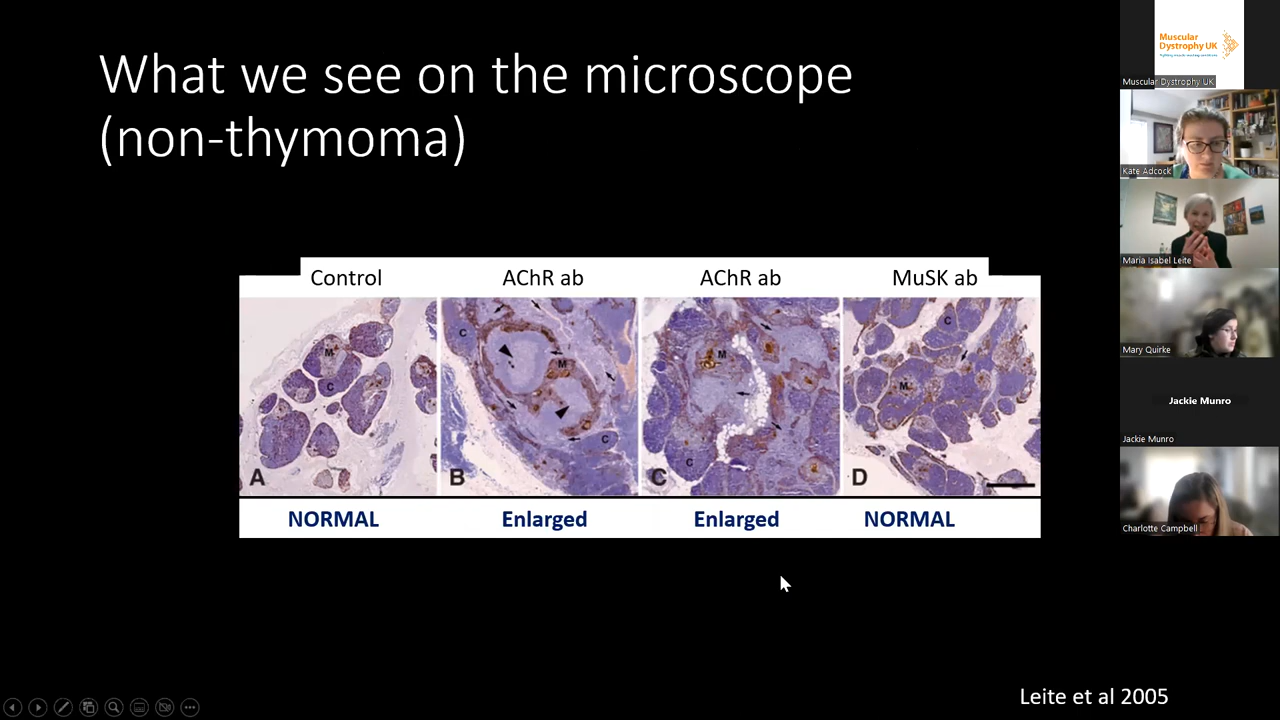 What we see on the microscope
(non-thymoma)
Control AChR ab AChR ab MuSK ab
M C A
C M C B
M C C
C M D
NORMAL Enlarged Enlarged NORMAL
Leite et al 2005
Muscular
Dystrophy UK
Muscular Dystrophy UK
Kate Adcock
Maria Isabel Leite
Mary Quirke
Jackie Munro
Jackie Munro
Charlotte Campbell